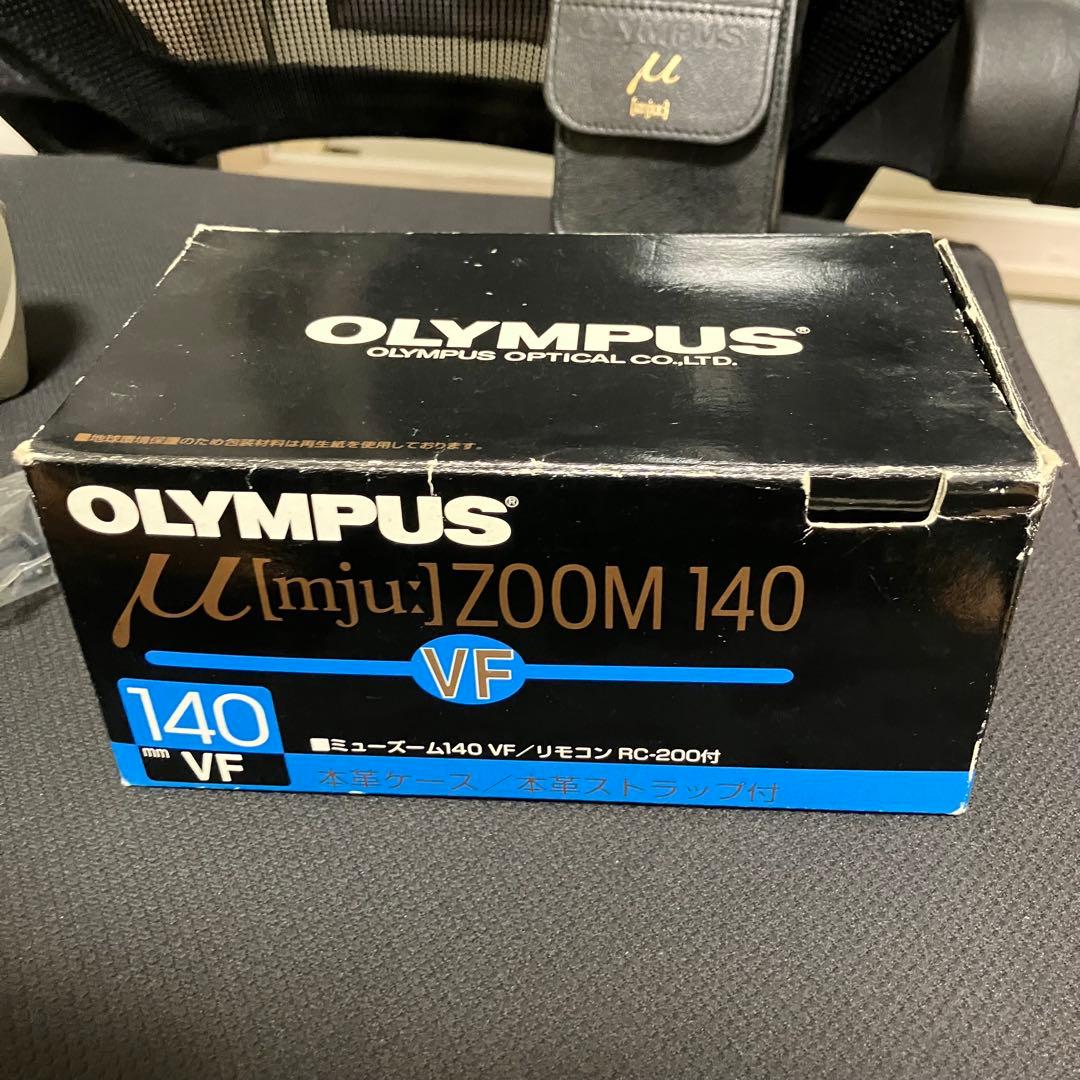 OLYMPUS
μ
[mju:]
OLYMPUS®
OLYMPUS OPTICAL CO.,LTD.
■地球環境保護のため包装材料は再生紙を使用しております。
OLYMPUS®
μ[mju:]ZOOM 140
VF
140
mm
VF
■ミューズーム140 VF/リモコン RC-200付
本革ケース/本革ストラップ付